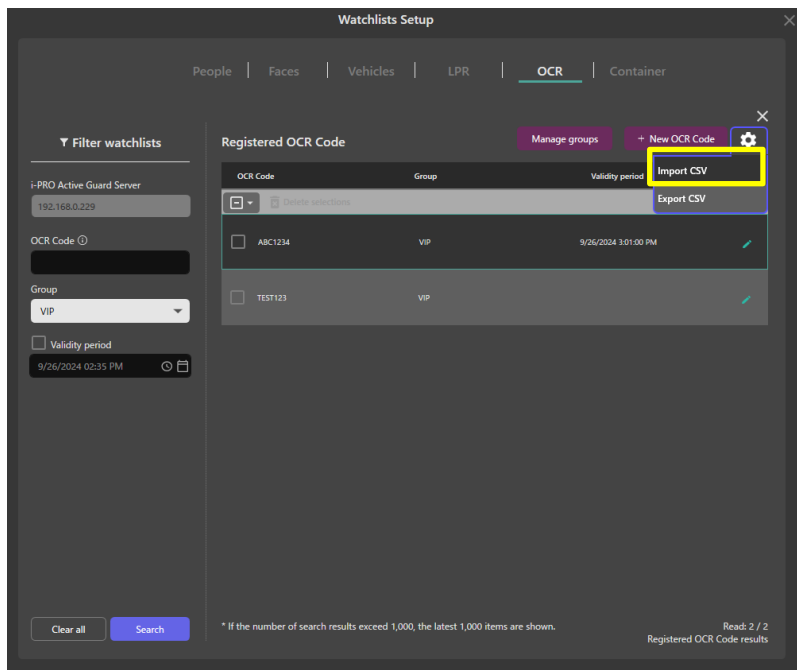 Watchlists Setup
People Faces Vehicles LPR OCR Container
Filter watchlists
i-PRO Active Guard Server
192.168.0.229
OCR Code
Group
VIP
Validity period
9/26/2024 02:35 PM
Clear all Search
Registered OCR Code
Manage groups + New OCR Code
Import CSV
Export CSV
OCR Code Group Validity period
Delete selections
ABC1234 VIP 9/26/2024 3:01:00 PM
TEST123 VIP
* If the number of search results exceed 1,000, the latest 1,000 items are shown.
Read: 2 / 2
Registered OCR Code results